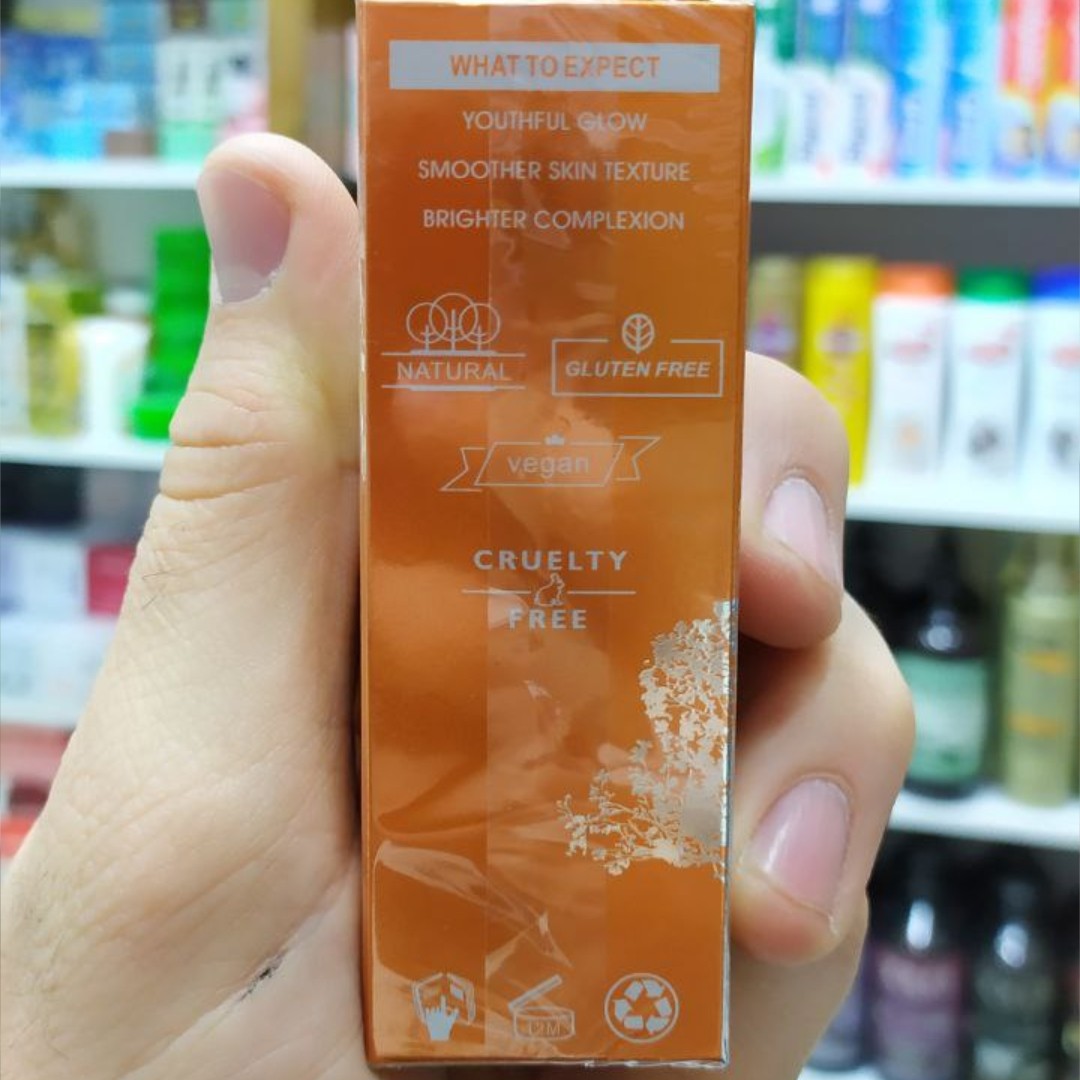 WHAT TO EXPECT
YOUTHFUL GLOW
SMOOTHER SKIN TEXTURE
BRIGHTER COMPLEXION
NATURAL
GLUTEN FREE
vegan
CRUELTY
FREE